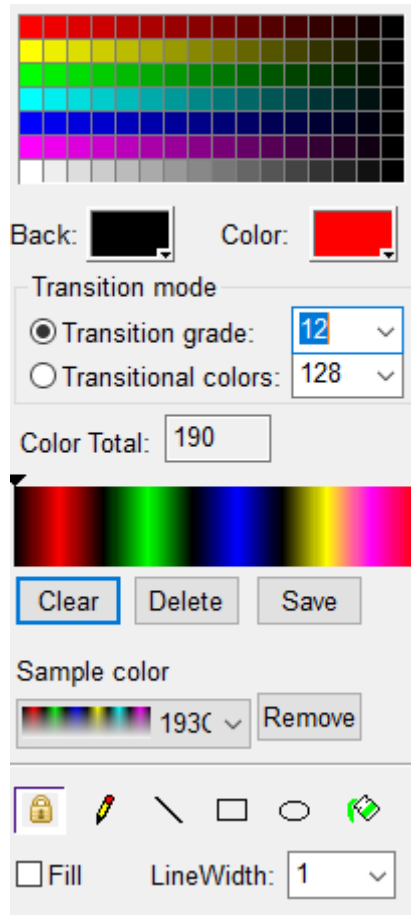 Back: Color:
Transition mode
Transition grade: 12
Transitional colors: 128
Color Total: 190
Clear Delete Save
Sample color
Remove
Fill LineWidth: 1